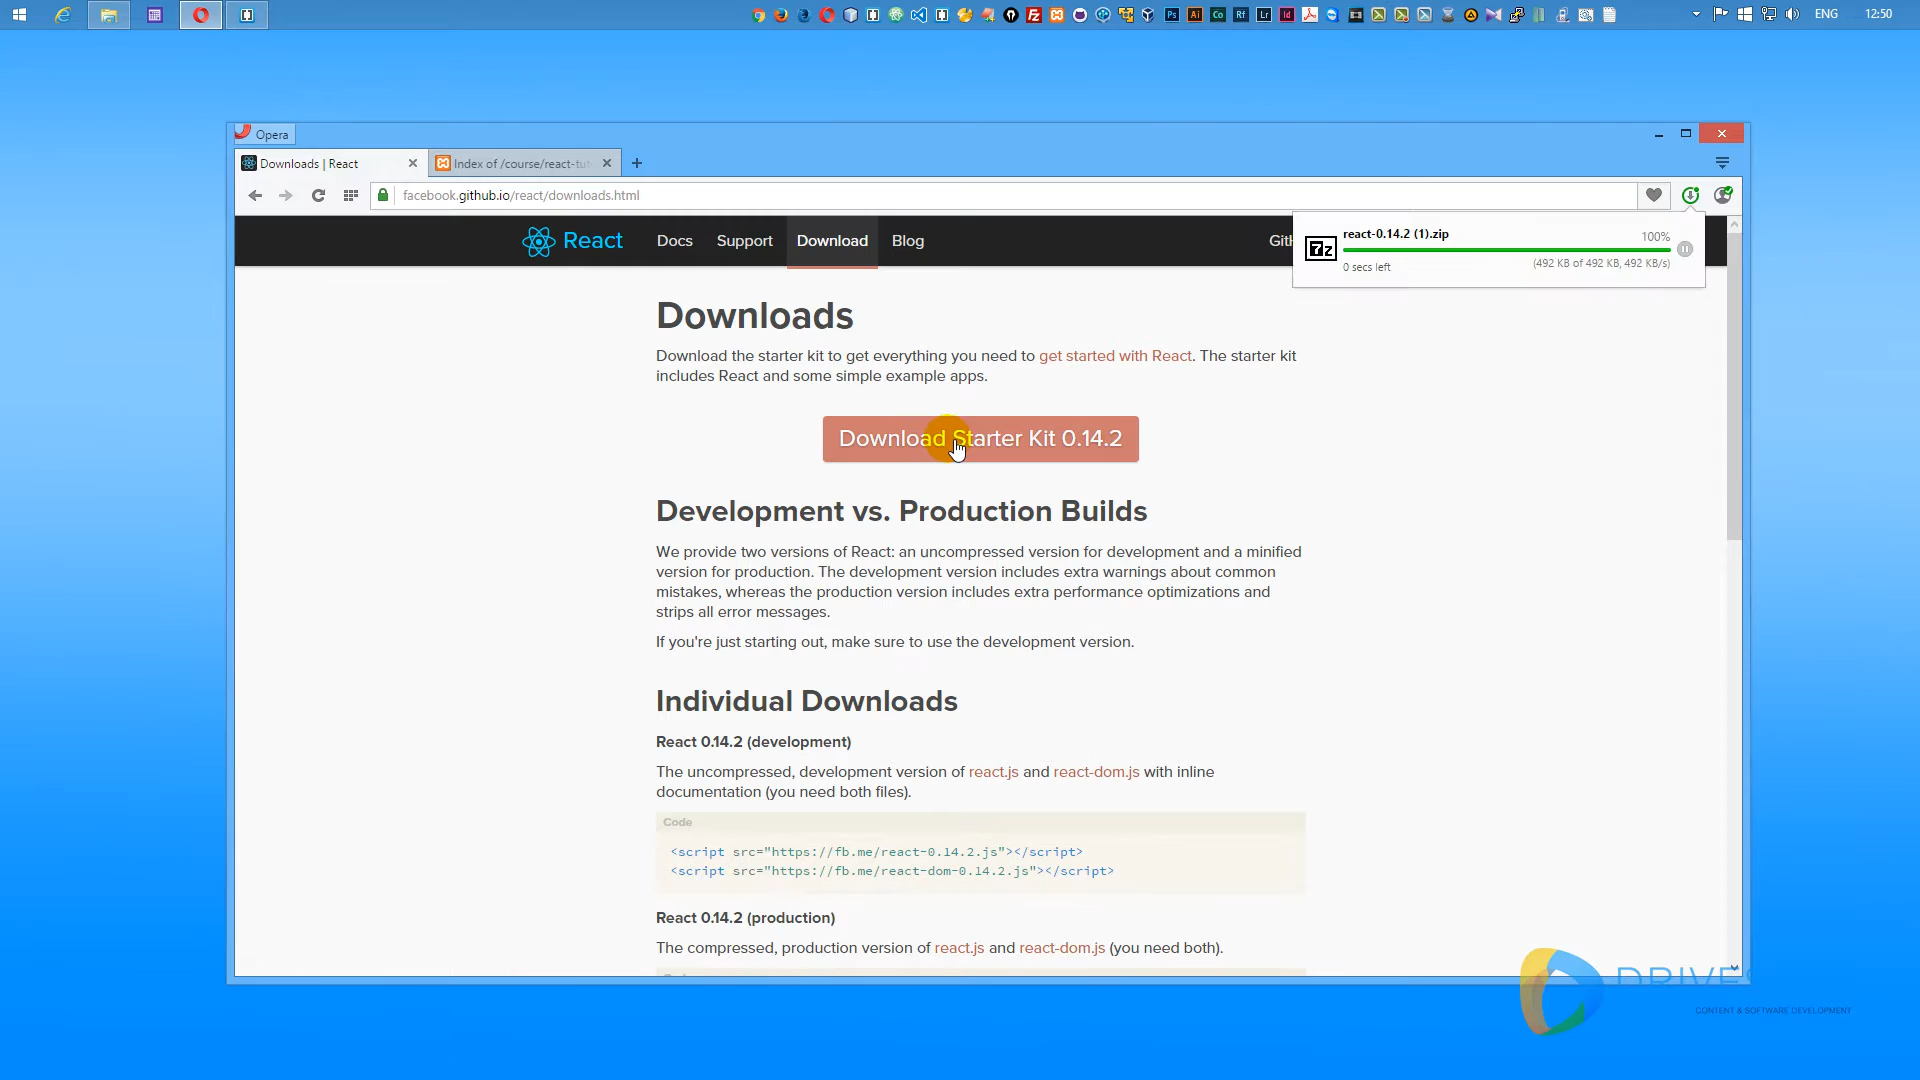 ENG
12:50
Opera
Downloads | React
Index of /course/react-tut
facebook.github.io/react/downloads.html
react-0.14.2 (1).zip
100%
0 secs left
(492 KB of 492 KB, 492 KB/s)
React
Docs
Support
Download
Blog
GitH
Downloads
Download the starter kit to get everything you need to get started with React. The starter kit
includes React and some simple example apps.
Download Starter Kit 0.14.2
Development vs. Production Builds
We provide two versions of React: an uncompressed version for development and a minified
version for production. The development version includes extra warnings about common
mistakes, whereas the production version includes extra performance optimizations and
strips all error messages.
If you're just starting out, make sure to use the development version.
Individual Downloads
React 0.14.2 (development)
The uncompressed, development version of react.js and react-dom.js with inline
documentation (you need both files).
Code
<script src="https://fb.me/react-0.14.2.js"></script>
<script src="https://fb.me/react-dom-0.14.2.js"></script>
React 0.14.2 (production)
The compressed, production version of react.js and react-dom.js (you need both).
CONTENT & SOFTWARE DEVELOPMENT